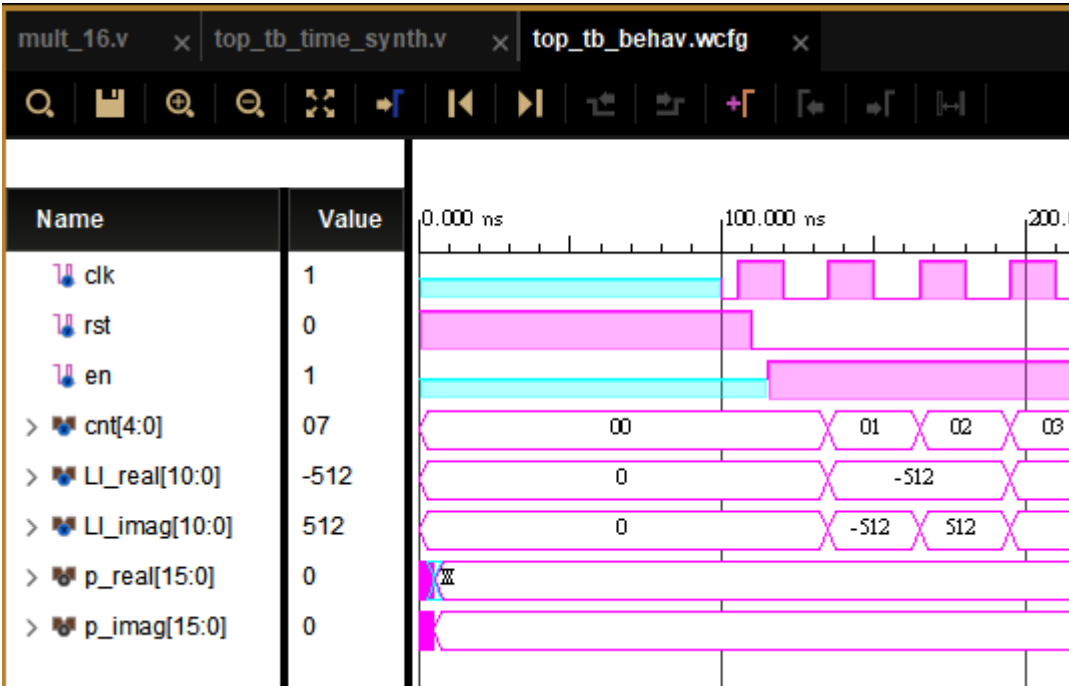 mult_16.v × top_tb_time_synth.v × top_tb_behav.wcfg ×
Name Value 0.000 ns 100.000 ns 200.
clk 1
rst 0
en 1
cnt[4:0] 07 00 01 02 03
LI_real[10:0] -512 0 -512
LI_imag[10:0] 512 0 -512 512
p_real[15:0] 0
p_imag[15:0] 0